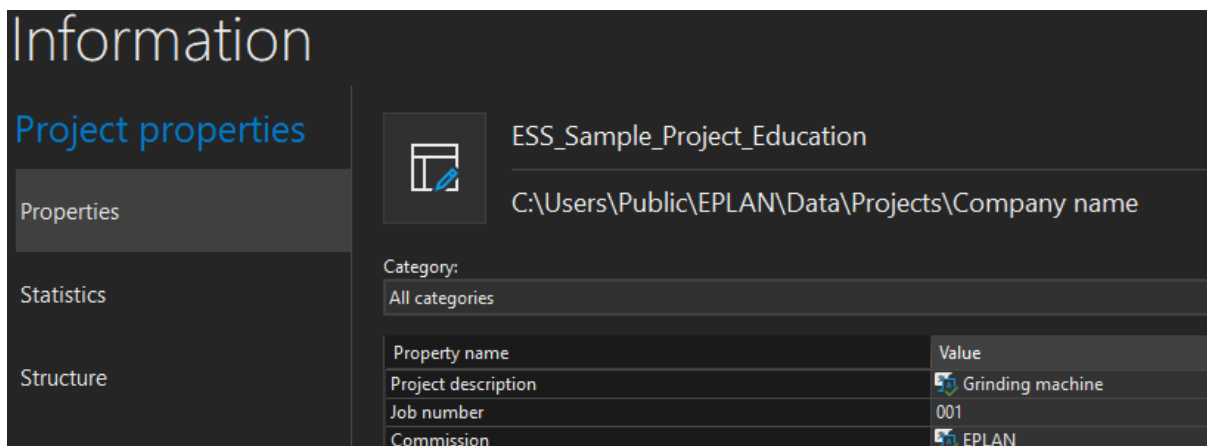 Information
Project properties
Properties
Statistics
Structure
ESS_Sample_Project_Education
C:\Users\Public\EPLAN\Data\Projects\Company name
Category:
All categories
Property name Value
Project description Grinding machine
Job number 001
Commission EPLAN